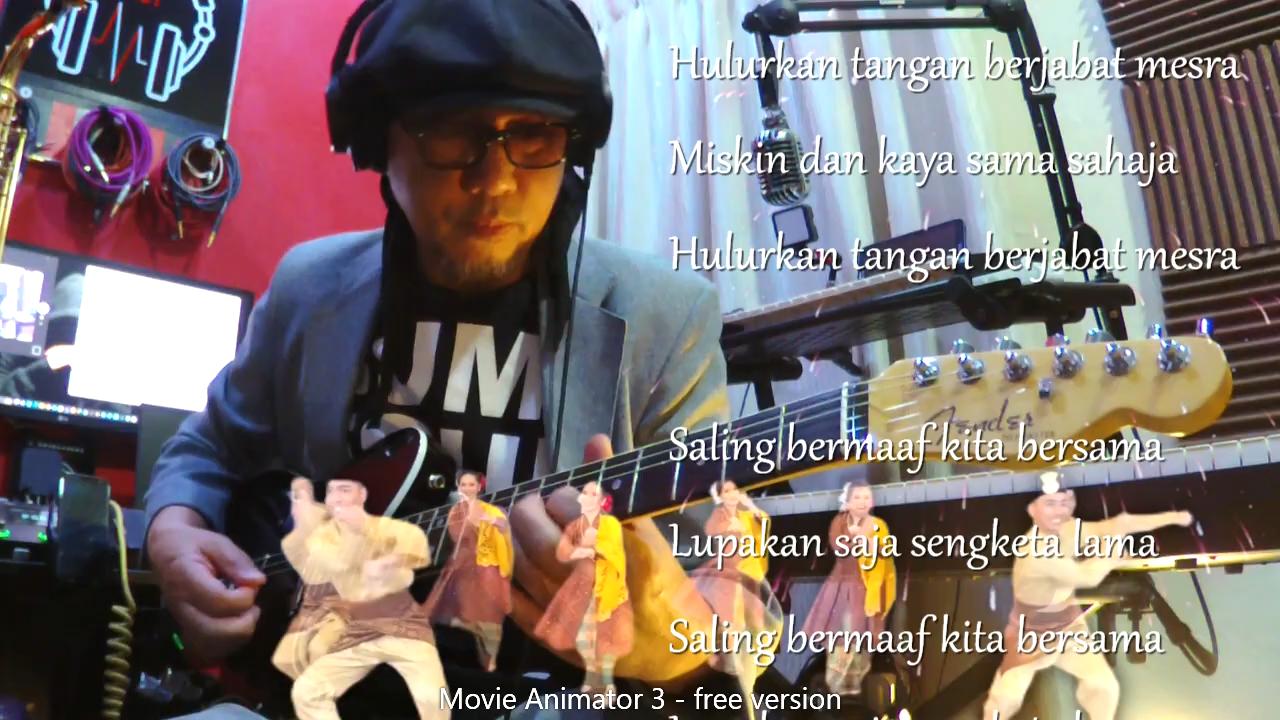 Hulurkan tangan berjabat mesra
Miskin dan kaya sama sahaja
Hulurkan tangan berjabat mesra
Fender
Saling bermaaf kita bersama
Lupakan saja sengketa lama
Saling bermaaf kita bersama
Movie Animator 3 - free version